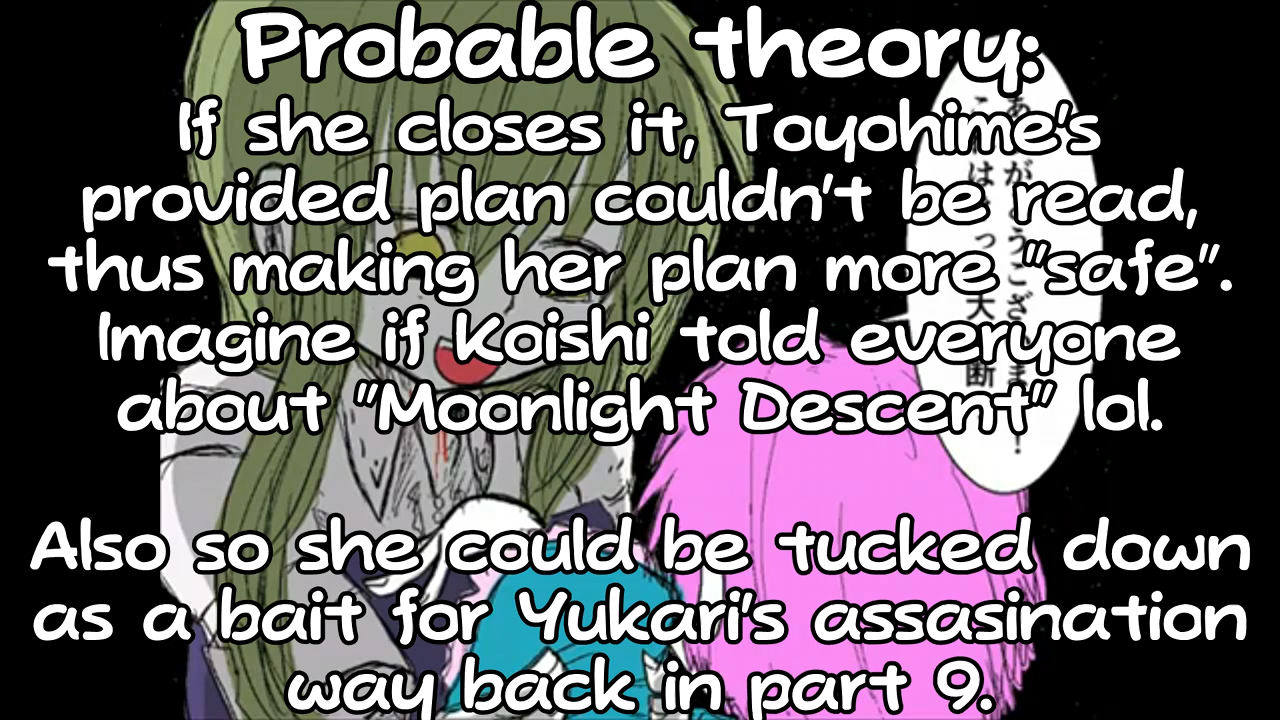 Probable theory:
If she closes it, Toyohime's
provided plan couldn't be read,
thus making her plan more "safe".
Imagine if Koishi told everyone
about "Moonlight Descent" lol.
Also so she could be tucked down
as a bait for Yukari's assasination
way back in part 9.